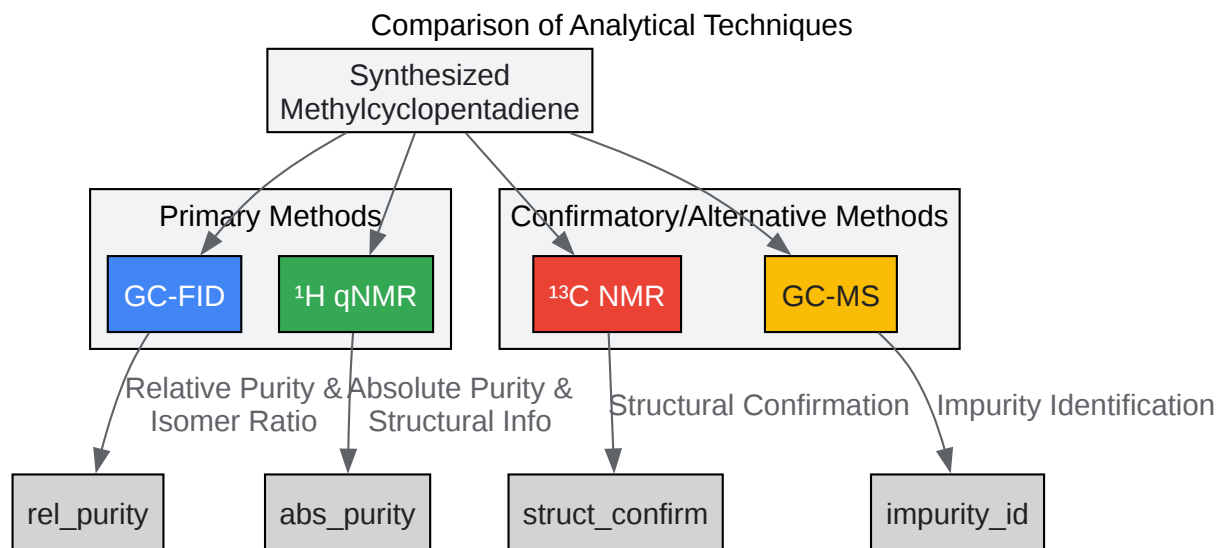 Comparison of Analytical Techniques
Synthesized
Methylcyclopentadiene
Primary Methods
Confirmatory/Alternative Methods
GC-FID
¹H qNMR
¹³C NMR
GC-MS
Relative Purity &
Isomer Ratio
Absolute Purity &
Structural Info
Structural Confirmation
Impurity Identification
rel_purity
abs_purity
struct_confirm
impurity_id